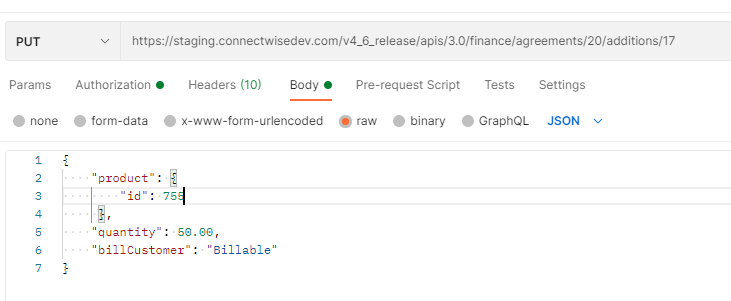 PUT https://staging.connectwisedev.com/v4_6_release/apis/3.0/finance/agreements/20/additions/17
Params Authorization Headers (10) Body Pre-request Script Tests Settings
none form-data x-www-form-urlencoded raw binary GraphQL JSON
1 {
2 "product": {
3 "id": 755
4 },
5 "quantity": 50.00,
6 "billCustomer": "Billable"
7 }